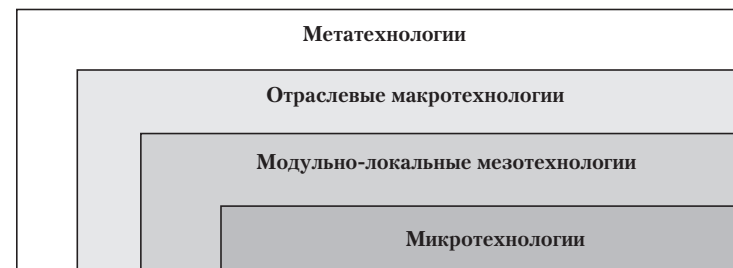 Метатехнологии
Отраслевые макротехнологии
Модульно-локальные мезотехнологии
Микротехнологии